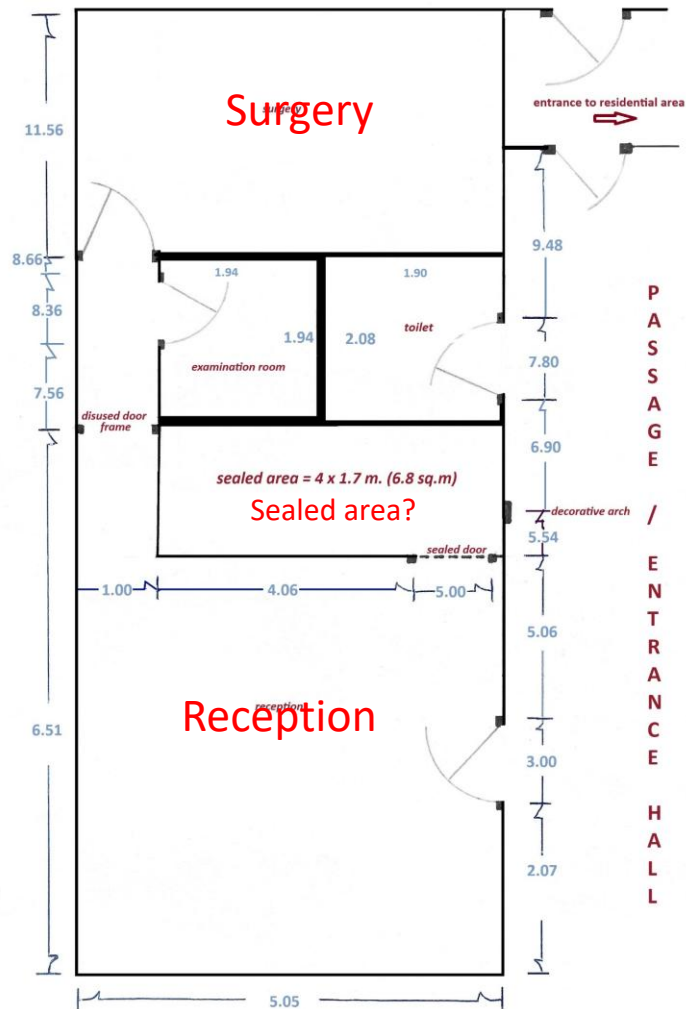 entrance to residential area
Surgery
surgery
11.56
9.48
8.66
1.94
1.90
8.36
1.94
2.08
toilet
7.80
examination room
7.56
disused door
frame
6.90
sealed area = 4 x 1.7 m. (6.8 sq.m)
Sealed area?
decorative arch
5.54
sealed door
1.00
4.06
5.00
5.06
Reception
reception
6.51
3.00
2.07
5.05
PASSAGE / ENTRANCE HALL